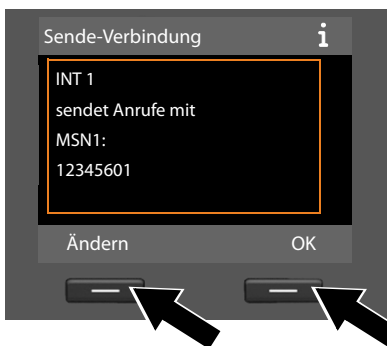 Sende-Verbindung i
INT 1
sendet Anrufe mit
MSN1:
12345601
Ändern OK